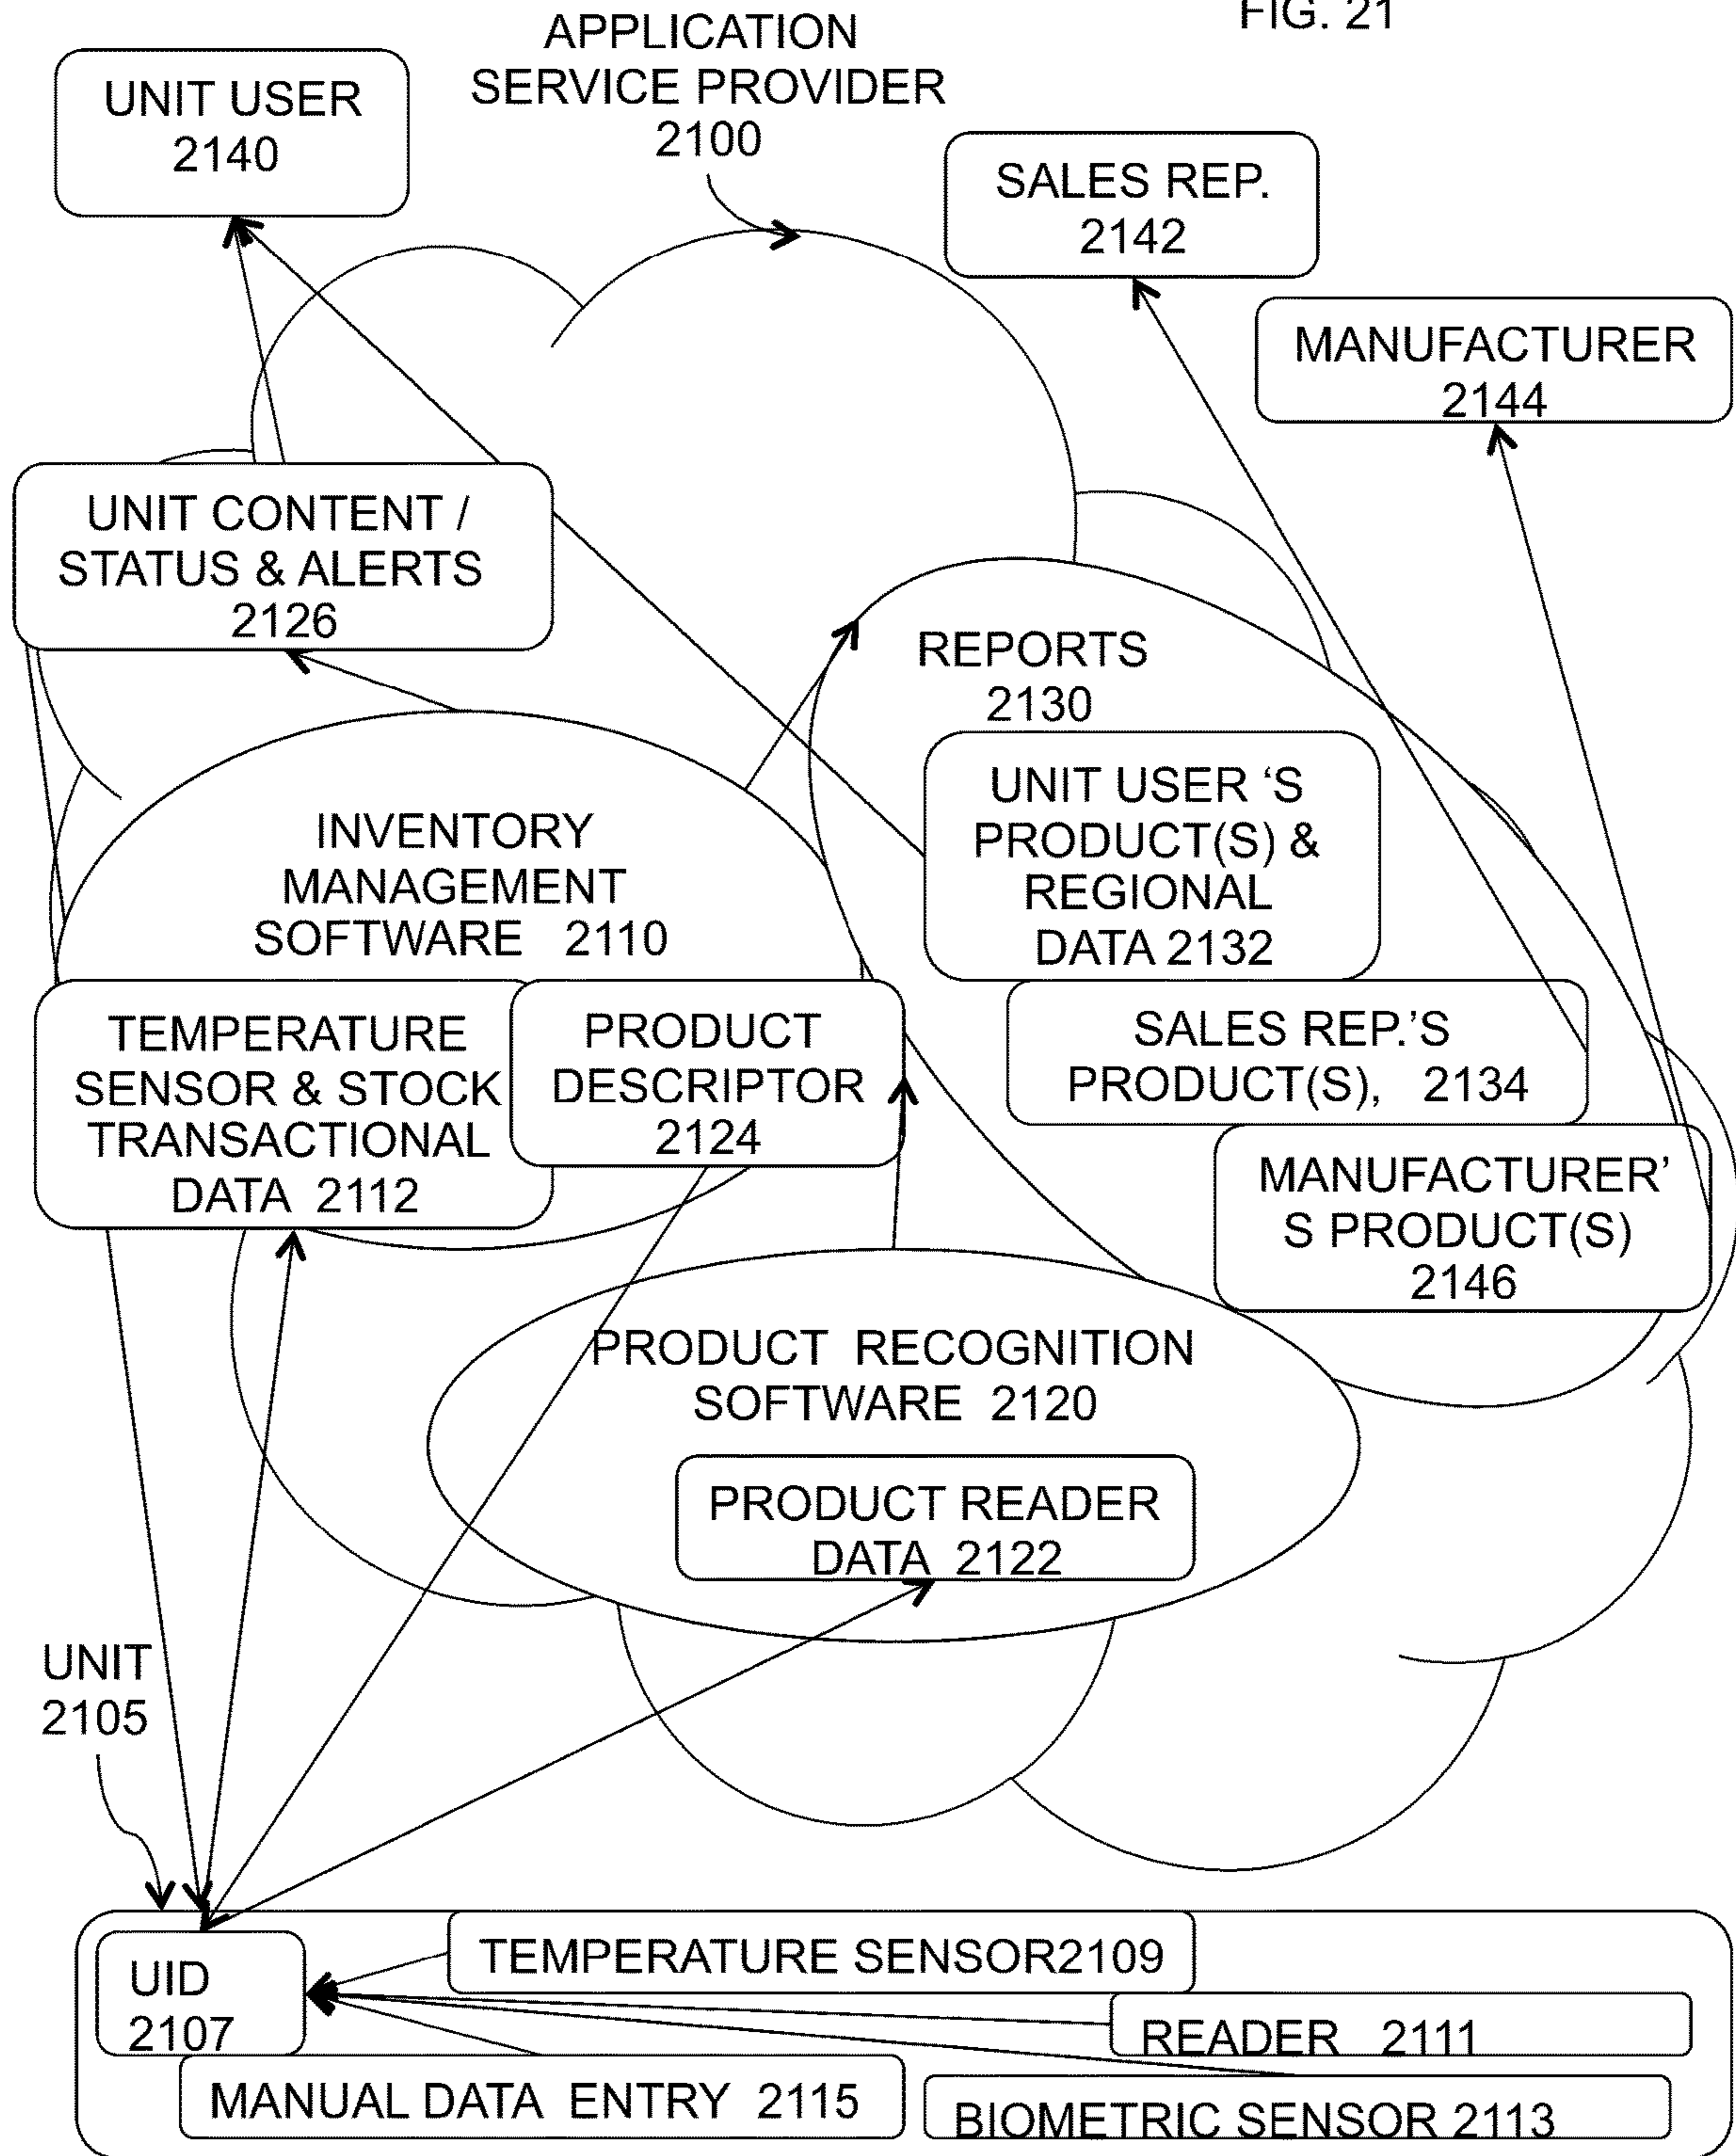 FIG. 21
APPLICATION
SERVICE PROVIDER
2100
UNIT USER
2140
SALES REP.
2142
MANUFACTURER
2144
UNIT CONTENT /
STATUS & ALERTS
2126
REPORTS
2130
UNIT USER ‘S
PRODUCT(S) &
REGIONAL
DATA 2132
INVENTORY
MANAGEMENT
SOFTWARE 2110
TEMPERATURE
SENSOR & STOCK
TRANSACTIONAL
DATA 2112
PRODUCT
DESCRIPTOR
2124
SALES REP.’S
PRODUCT(S), 2134
MANUFACTURER’
S PRODUCT(S)
2146
PRODUCT RECOGNITION
SOFTWARE 2120
PRODUCT READER
DATA 2122
UNIT
2105
UID
2107
TEMPERATURE SENSOR2109
READER 2111
MANUAL DATA ENTRY 2115
BIOMETRIC SENSOR 2113